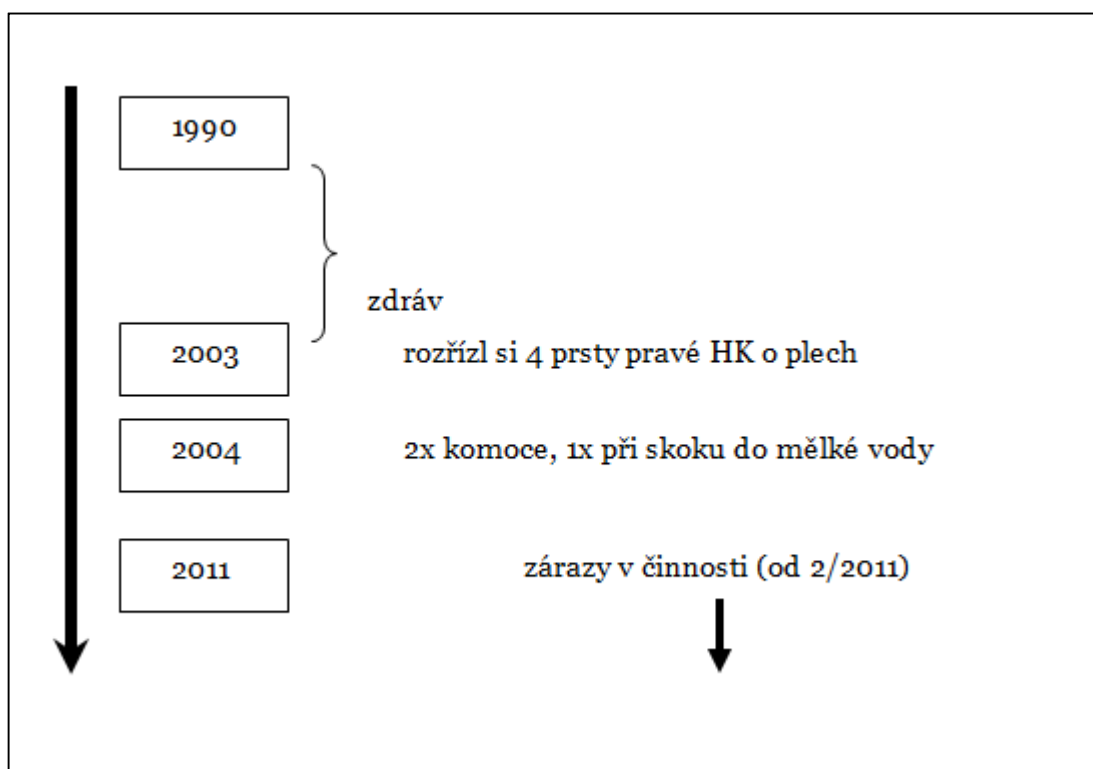 1990
zdráv
2003 rozřízl si 4 prsty pravé HK o plech
2004 2x komoce, 1x při skoku do mělké vody
2011 zárazy v činnosti (od 2/2011)